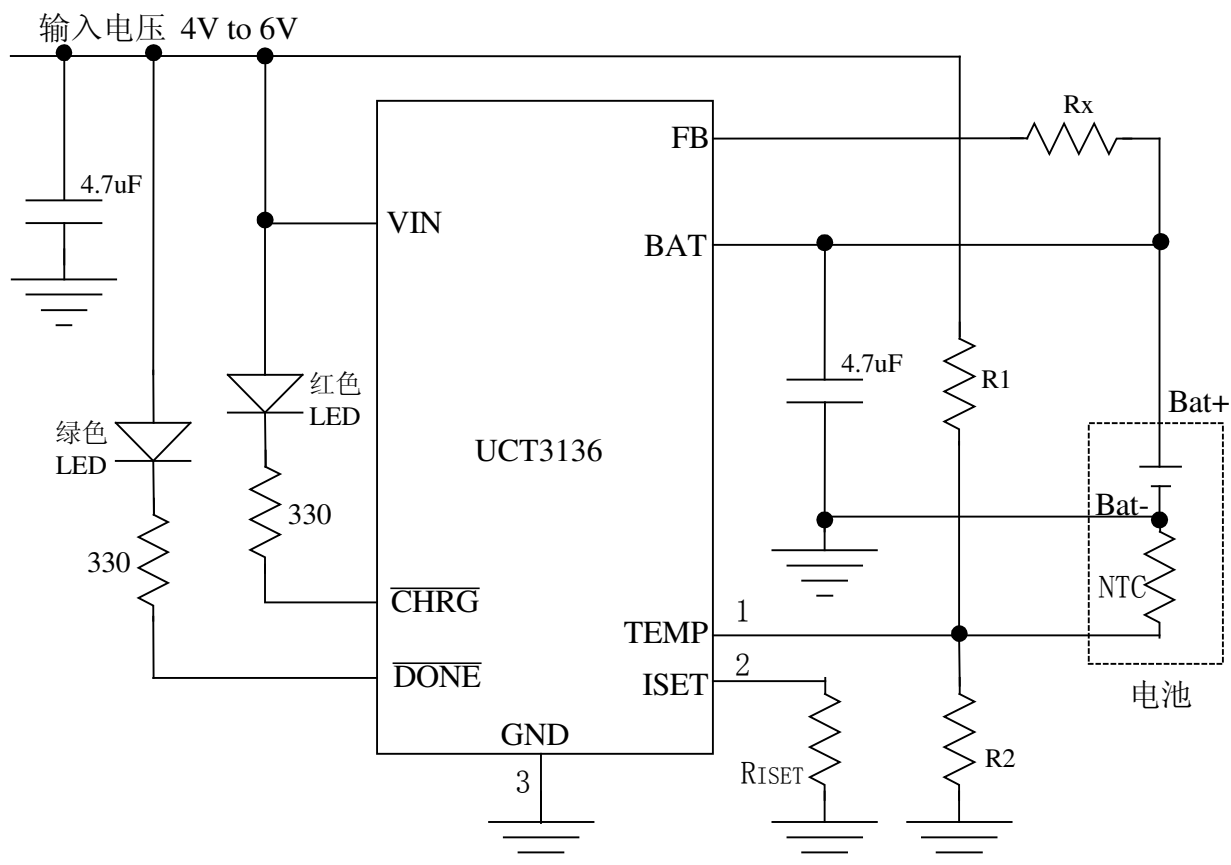 输入电压 4V to 6V
Rx
FB
4.7uF
VIN
BAT
红色
LED
4.7uF
R1
Bat+
绿色
LED
UCT3136
330
Bat-
330
NTC
CHRG
TEMP
1
DONE
ISET
2
电池
GND
3
RISET
R2